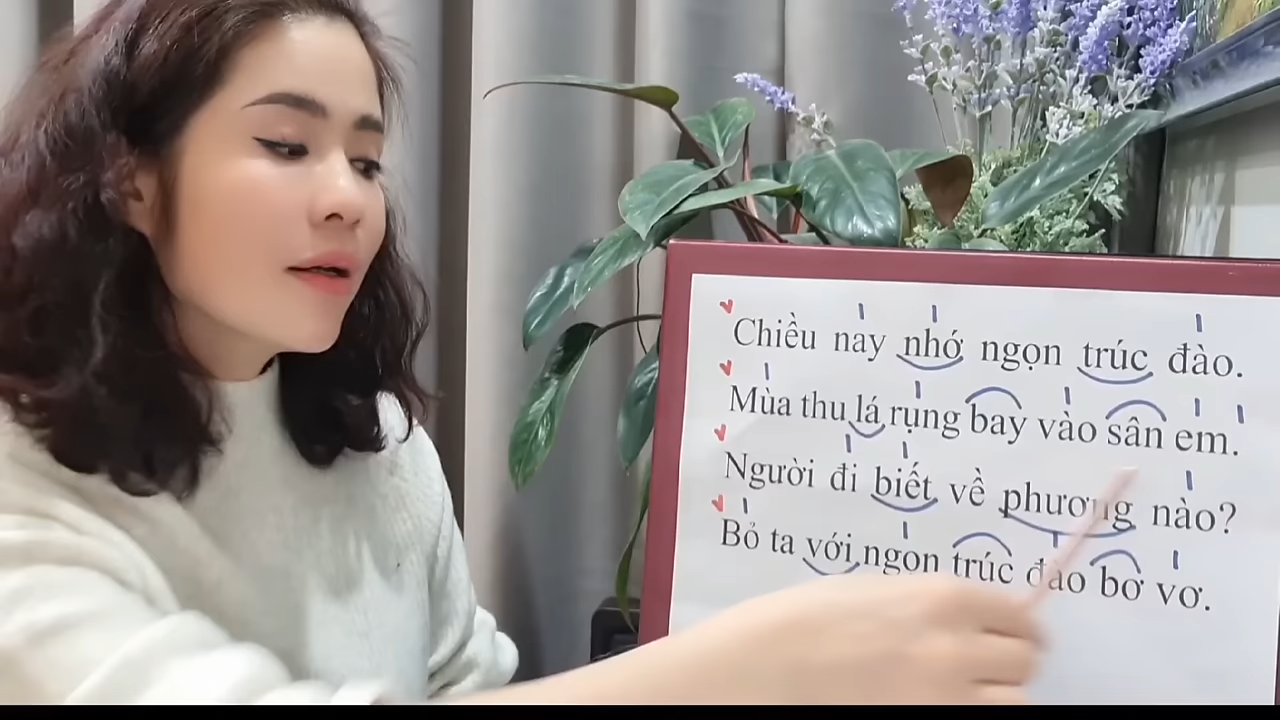 Chiều nay nhớ ngọn trúc đào.
Mùa thu lá rụng bay vào sân em.
Người đi biết về phương nào?
Bỏ ta với ngọn trúc đào bơ vơ.